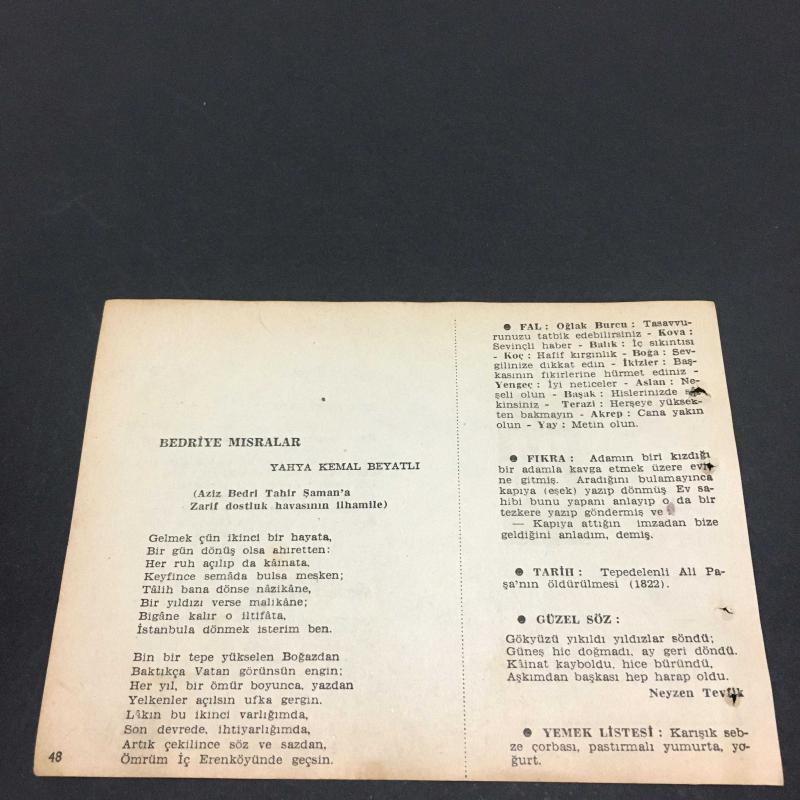 BEDRİYE MISRALAR
YAHYA KEMAL BEYATLI
(Aziz Bedri Tahir Şaman'a
Zarif dostluk havasının ilhamile)
Gelmek çün ikinci bir hayata,
Bir gün dönüş olsa ahıretten:
Her ruh açılıp da kâinata,
Keyfince semâda bulsa mesken;
Tâlih bana dönse nâzikâne,
Bir yıldızı verse malikâne;
Bigâne kalır o iltifâta,
İstanbula dönmek isterim ben.
Bin bir tepe yükselen Boğazdan
Baktıkça Vatan görünsün engin;
Her yıl, bir ömür boyunca, yazdan
Yelkenler açılsın ufka gergin.
Lâkin bu ikinci varlığımda,
Son devrede, ihtiyarlığımda,
Artık çekilince söz ve sazdan,
Ömrüm İç Erenköyünde geçsin.
48
● FAL : Oğlak Burcu : Tasavvu-
runuzu tatbik edebilirsiniz - Kova :
Sevinçli haber - Balık : İç sıkıntısı
- Koç : Hafif kırgınlık - Boğa : Sev-
gilinize dikkat edin - İkizler : Baş-
kasının fikirlerine hürmet ediniz -
Yengeç : İyi neticeler - Aslan : Ne-
şeli olun - Başak : Hislerinizde
kinsiniz - Terazi : Herşeye yüksek-
ten bakmayın - Akrep : Cana yakın
olun - Yay : Metin olun.
● FIKRA : Adamın biri kızdığı
bir adamla kavga etmek üzere evi-
ne gitmiş. Aradığını bulamayınca
kapıya (eşek) yazıp dönmüş Ev sa-
hibi bunu yapanı anlayıp o da bir
tezkere yazıp göndermiş ve :
— Kapıya attığın imzadan bize
geldiğini anladım, demiş.
● TARİH : Tepedelenli Ali Pa-
şa'nın öldürülmesi (1822).
● GÜZEL SÖZ :
Gökyüzü yıkıldı yıldızlar söndü;
Güneş hiç doğmadı, ay geri döndü.
Kâinat kayboldu, hice büründü,
Aşkımdan başkası hep harap oldu.
Neyzen Tevfik
● YEMEK LİSTESİ : Karışık seb-
ze çorbası, pastırmalı yumurta, yo-
ğurt.